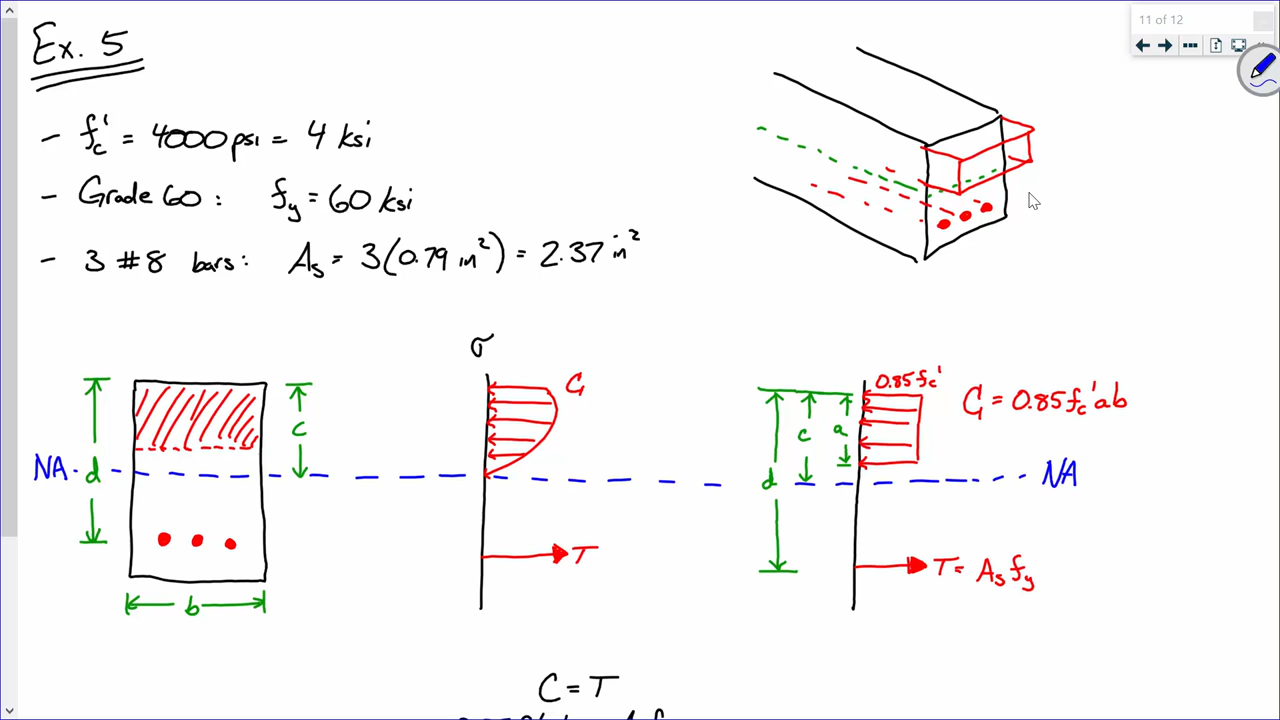 11 of 12
Ex. 5
- f'c = 4000 psi = 4 ksi
- Grade 60 : fy = 60 ksi
- 3 #8 bars: As = 3(0.79 in²) = 2.37 in²
σ
d
c
C
NA
T
b
0.85f'c
C = 0.85f'c ab
d
c
a
NA
T = As fy
C = T